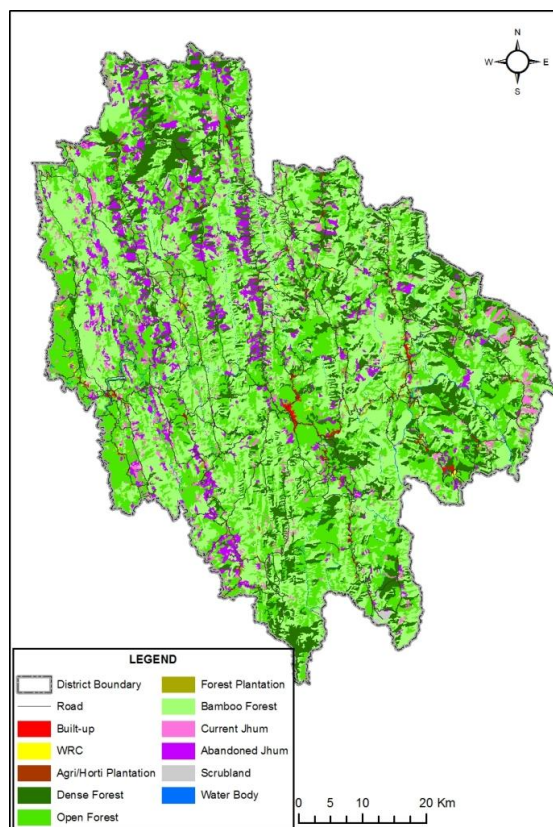 N
W E
S
LEGEND
District Boundary
Road
Built-up
WRC
Agri/Horti Plantation
Dense Forest
Open Forest
Forest Plantation
Bamboo Forest
Current Jhum
Abandoned Jhum
Scrubland
Water Body
0 5 10 20 Km